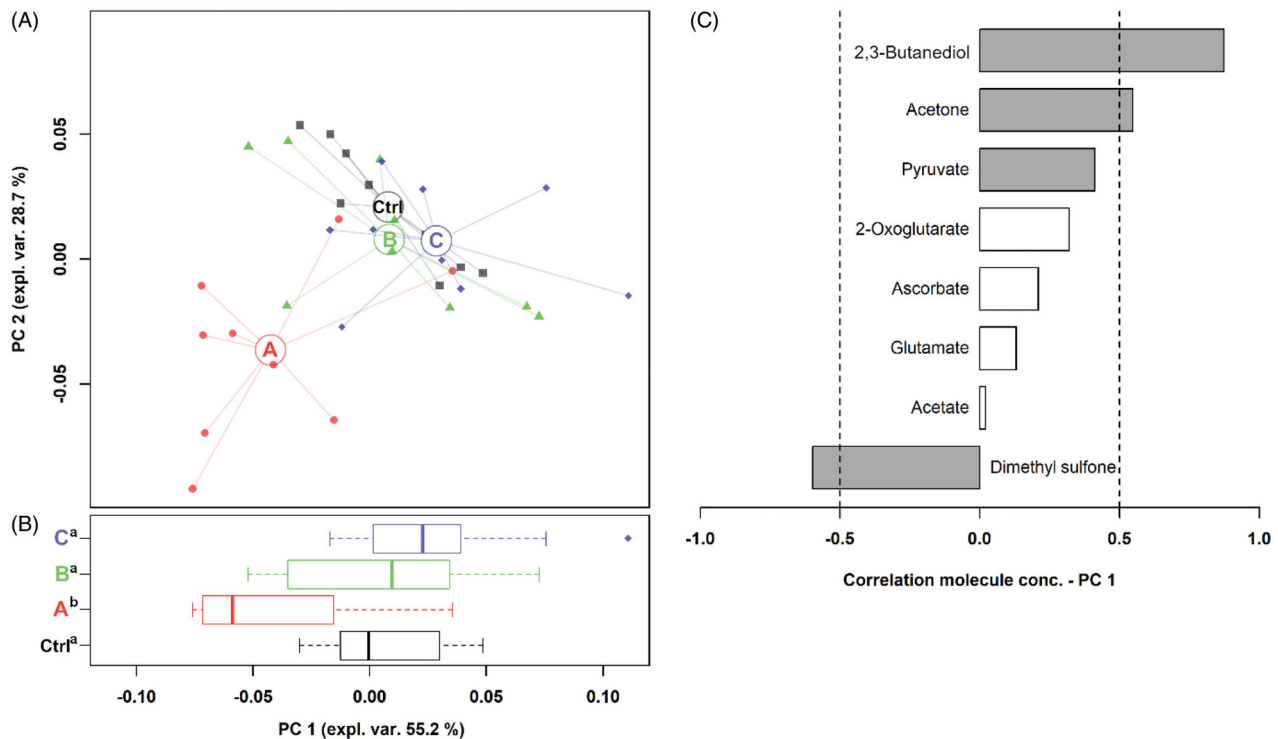 (A)
0.05
0.00
-0.05
PC 2 (expl. var. 28.7 %)
Ctrl
B
C
A
(B)
Cᵃ
Bᵃ
Aᵇ
Ctrlᵃ
-0.10 -0.05 0.00 0.05 0.10
PC 1 (expl. var. 55.2 %)
(C)
2,3-Butanediol
Acetone
Pyruvate
2-Oxoglutarate
Ascorbate
Glutamate
Acetate
Dimethyl sulfone
-1.0 -0.5 0.0 0.5 1.0
Correlation molecule conc. - PC 1